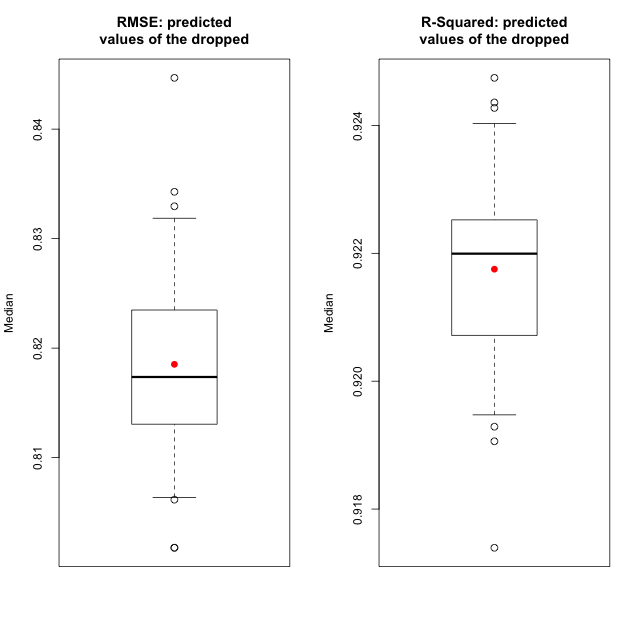 RMSE: predicted
values of the dropped
Median
0.84
0.83
0.82
0.81
R-Squared: predicted
values of the dropped
Median
0.924
0.922
0.920
0.918